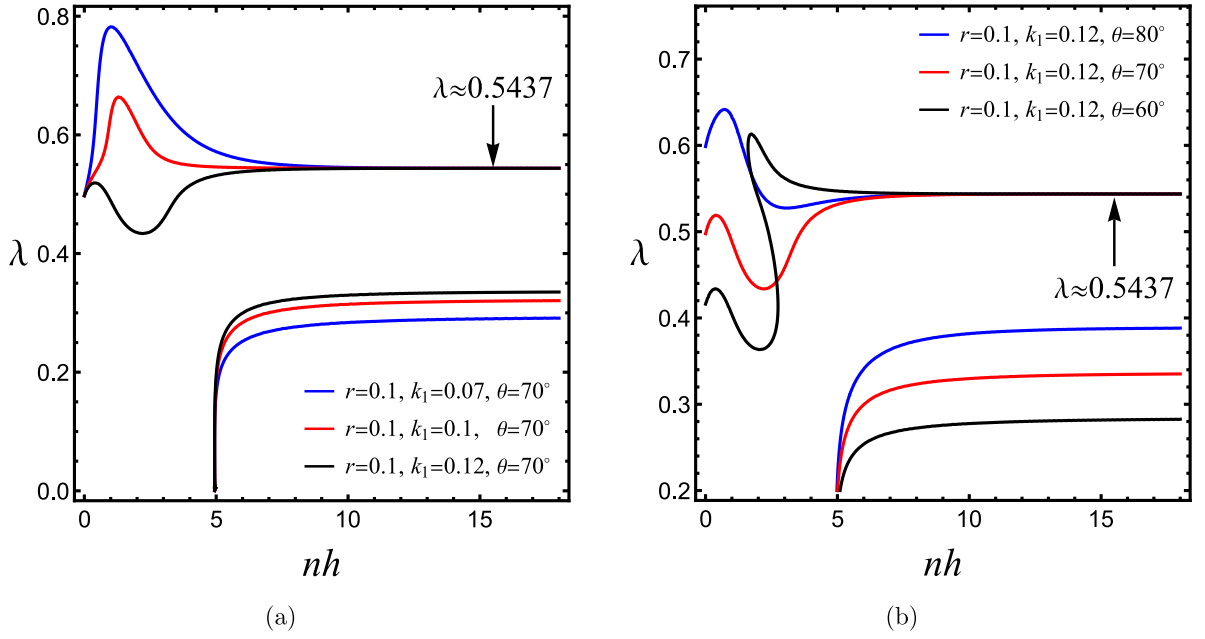 0.8
0.6
0.4
0.2
0.0
λ
λ≈0.5437
r=0.1, k₁=0.07, θ=70°
r=0.1, k₁=0.1, θ=70°
r=0.1, k₁=0.12, θ=70°
0 5 10 15
nh
(a)
0.7
0.6
0.5
0.4
0.3
0.2
λ
r=0.1, k₁=0.12, θ=80°
r=0.1, k₁=0.12, θ=70°
r=0.1, k₁=0.12, θ=60°
λ≈0.5437
0 5 10 15
nh
(b)